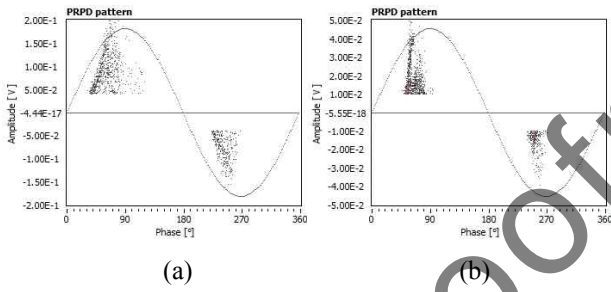 PRPD pattern
2.00E-1
1.50E-1
1.00E-1
5.00E-2
-4.44E-17
-5.00E-2
-1.00E-1
-1.50E-1
-2.00E-1
Amplitude [ V]
0 90 180 270 360
Phase [°]
(a)
PRPD pattern
5.00E-2
4.00E-2
3.00E-2
2.00E-2
1.00E-2
-5.55E-18
-1.00E-2
-2.00E-2
-3.00E-2
-4.00E-2
-5.00E-2
Amplitude [ V]
0 90 180 270 360
Phase [°]
(b)